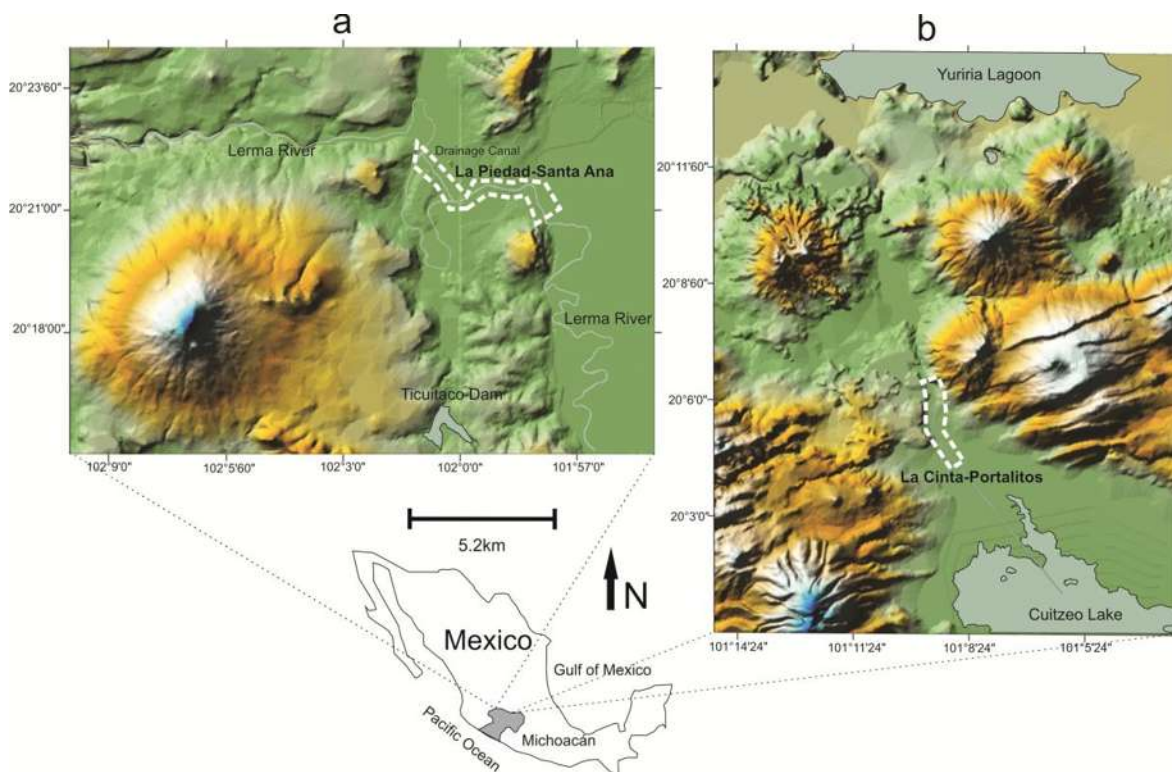 a
20°23'60"
20°21'00"
20°18'00"
Lerma River
Drainage Canal
La Piedad-Santa Ana
Lerma River
Ticuitaco Dam
102°9'0"
102°5'60"
102°3'30"
102°0'00"
101°57'0"
b
Yuriria Lagoon
20°11'60"
20°8'60"
20°6'0"
20°3'0"
La Cinta-Portalitos
Cuitzeo Lake
101°14'24"
101°11'24"
101°8'24"
101°5'24"
5.2km
N
Mexico
Gulf of Mexico
Pacific Ocean
Michoacán